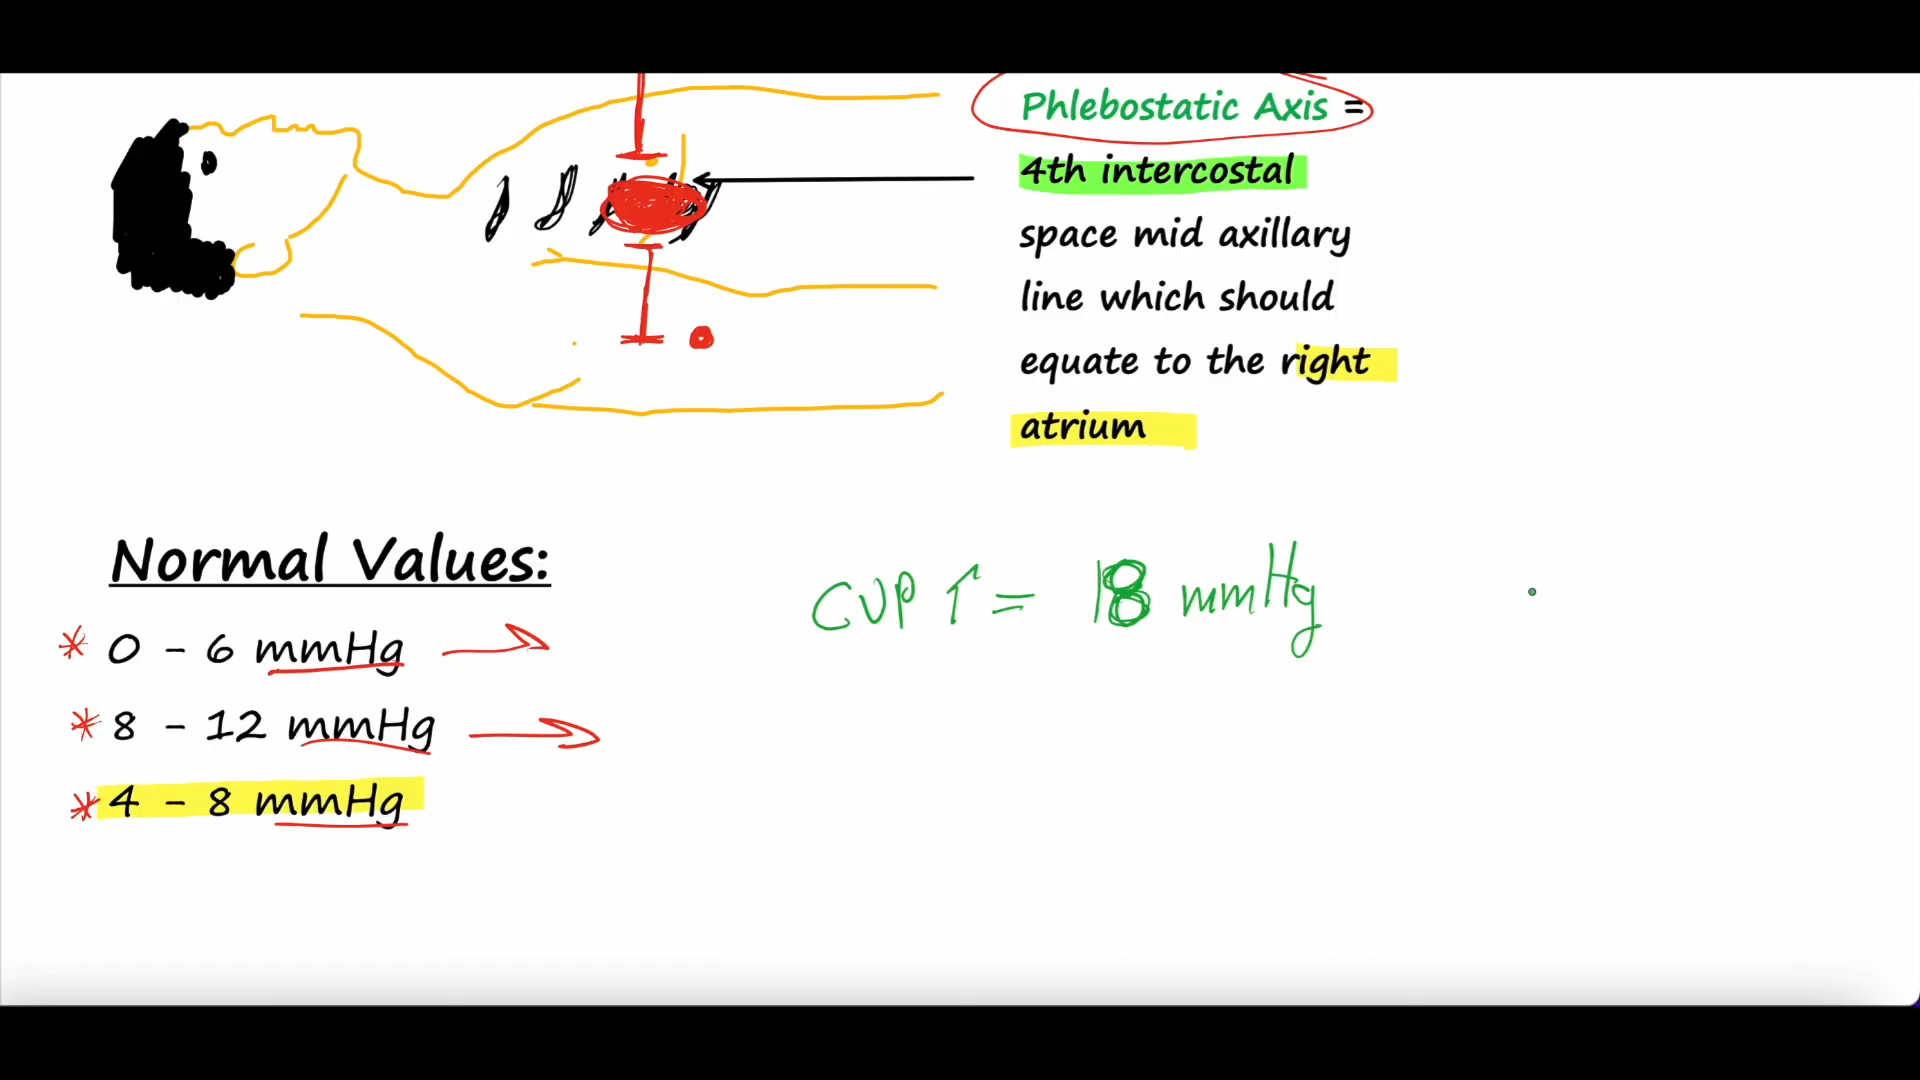 Phlebostatic Axis =
4th intercostal
space mid axillary
line which should
equate to the right
atrium
Normal Values:
CVP ↑ = 18 mmHg
* 0 - 6 mmHg
* 8 - 12 mmHg
* 4 - 8 mmHg